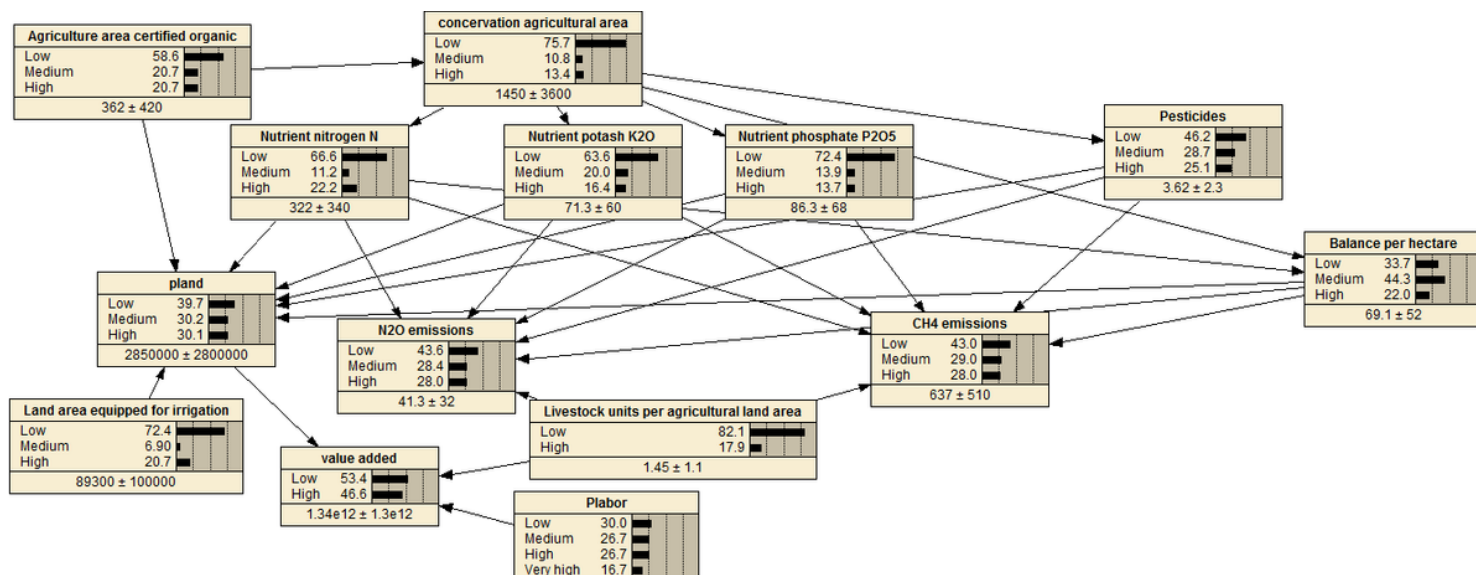 Agriculture area certified organic
Low 58.6
Medium 20.7
High 20.7
362 ± 420
concervation agricultural area
Low 75.7
Medium 10.8
High 13.4
1450 ± 3600
Nutrient nitrogen N
Low 66.6
Medium 11.2
High 22.2
322 ± 340
Nutrient potash K2O
Low 63.6
Medium 20.0
High 16.4
71.3 ± 60
Nutrient phosphate P2O5
Low 72.4
Medium 13.9
High 13.7
86.3 ± 68
Pesticides
Low 46.2
Medium 28.7
High 25.1
3.62 ± 2.3
Balance per hectare
Low 33.7
Medium 44.3
High 22.0
69.1 ± 52
pland
Low 39.7
Medium 30.2
High 30.1
2850000 ± 2800000
N2O emissions
Low 43.6
Medium 28.4
High 28.0
41.3 ± 32
CH4 emissions
Low 43.0
Medium 29.0
High 28.0
637 ± 510
Land area equipped for irrigation
Low 72.4
Medium 6.90
High 20.7
89300 ± 100000
Livestock units per agricultural land area
Low 82.1
High 17.9
1.45 ± 1.1
value added
Low 53.4
High 46.6
1.34e12 ± 1.3e12
Plabor
Low 30.0
Medium 26.7
High 26.7
Very high 16.7